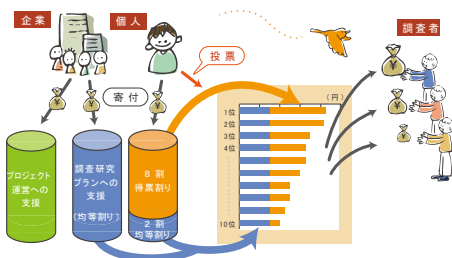 企業
個人
調査者
投票
寄付
¥
¥
¥
¥
¥
¥
プロジェクト
運営への
支援
調査研究
プランへの
支援
(均等割り)
8 割
得票割り
2 割
均等割り
(円)
1位
2位
3位
4位
10位